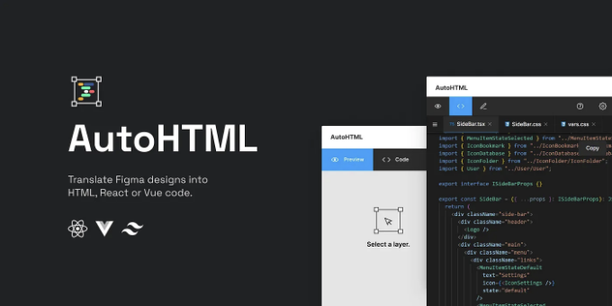 AutoHTML
Translate Figma designs into
HTML, React or Vue code.
AutoHTML
Preview
Code
Select a layer.
AutoHTML
SideBar.tsx
SideBar.css
vars.css
Copy
import { MenuItemStateSelected } from "../MenuItemSta
import { IconBookmark } from "../IconBookma
import { IconDatabase } from "../IconDatabas
import { IconFolder } from "../IconFolder/IconFolder";
import { User } from "../User/User";
export interface ISideBarProps {}
export const SideBar = ({ ...props }: ISideBarProps): JS
return (
<div className="side-bar">
<div className="header">
<Logo />
</div>
<div className="main">
<div className="menu">
<div className="links">
<MenuItemStateDefault
text="Settings"
icon={<IconSettings />}
state="default"
/>
<MenuItemStateSelected